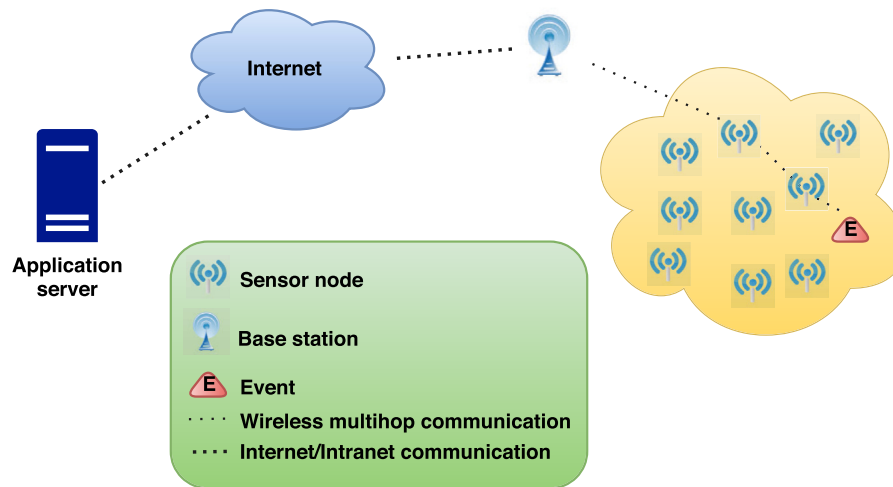 Internet
E
Application
server
Sensor node
Base station
E
Event
Wireless multihop communication
Internet/Intranet communication